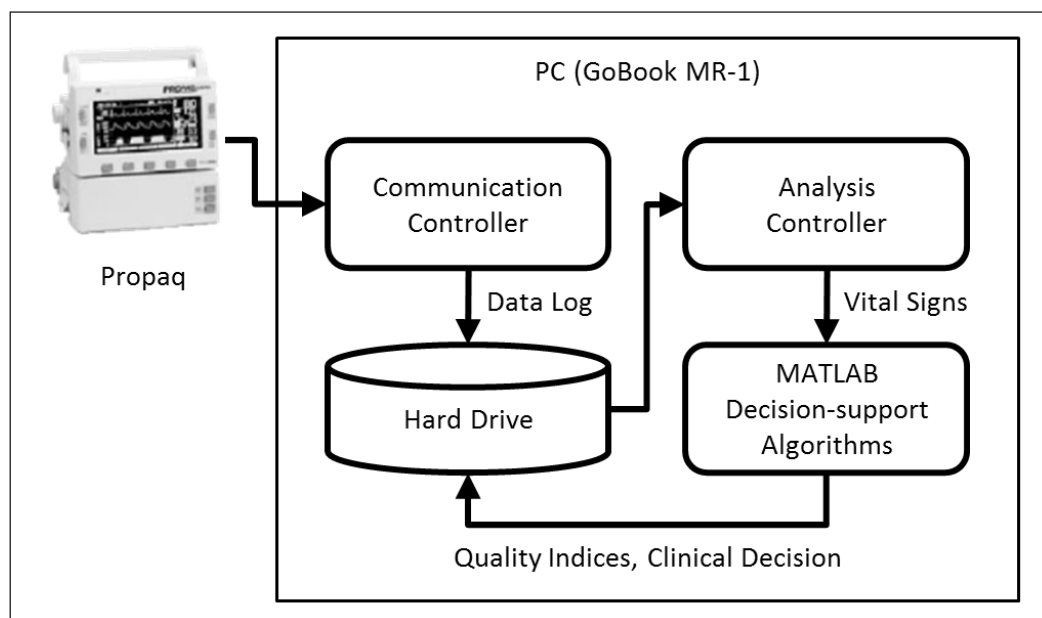 PC (GoBook MR-1)
Propaq
Communication
Controller
Data Log
Hard Drive
Analysis
Controller
Vital Signs
MATLAB
Decision-support
Algorithms
Quality Indices, Clinical Decision